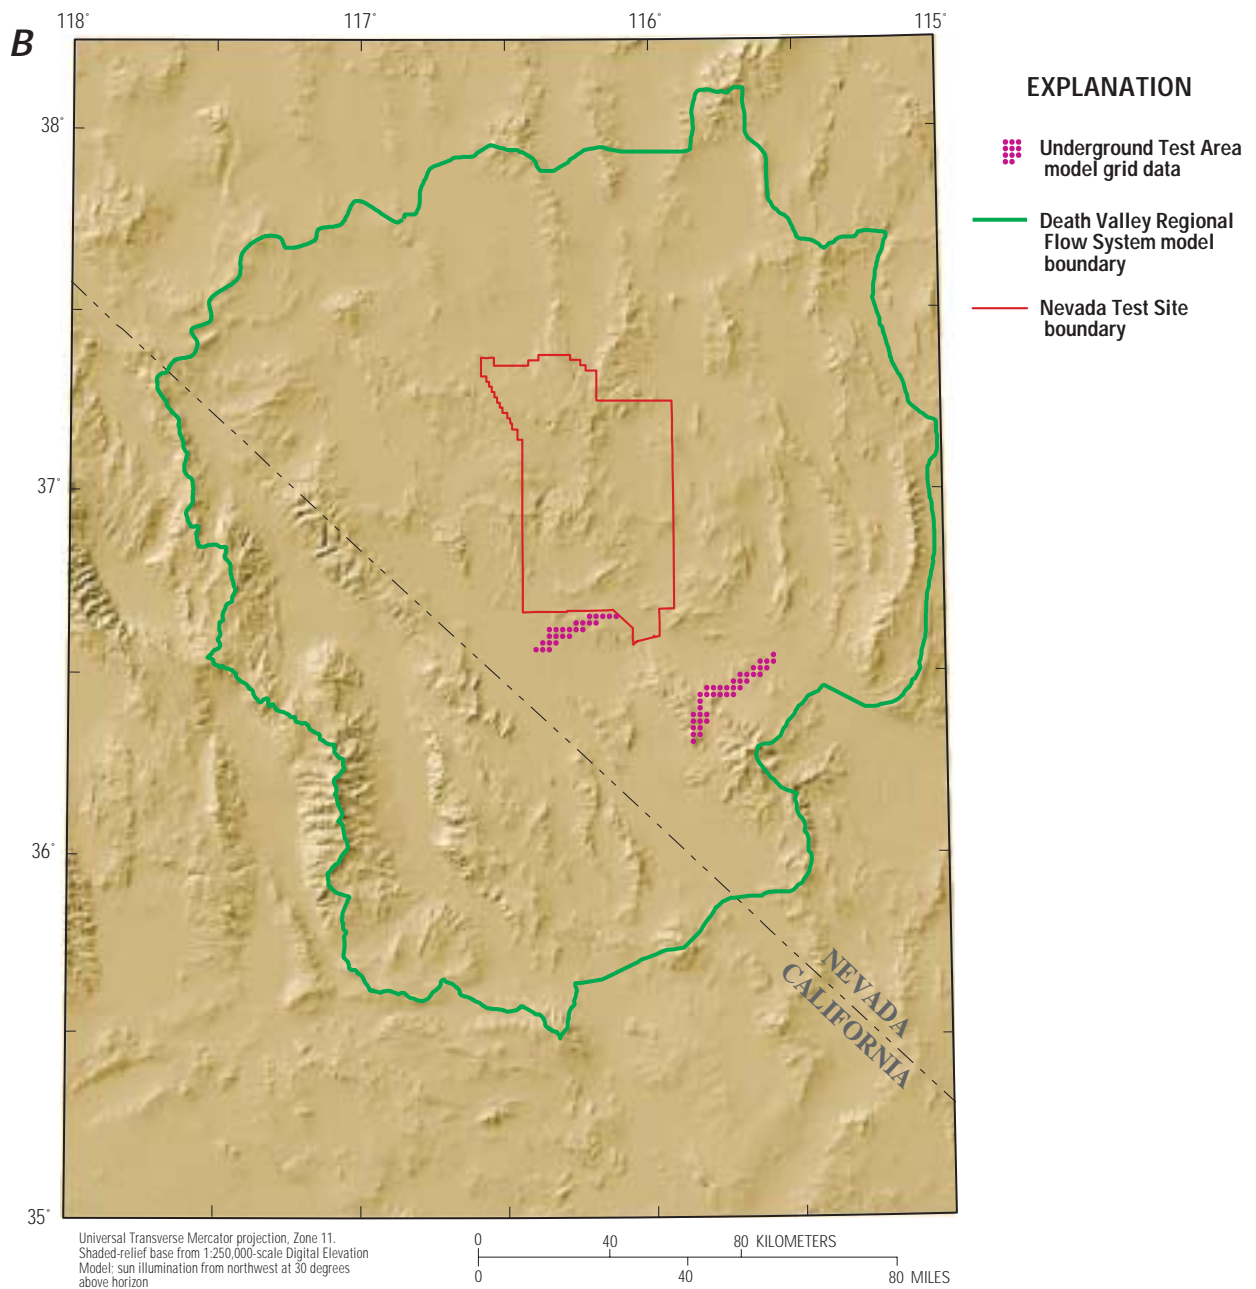 B
118°
117°
116°
115°
38°
37°
36°
35°
EXPLANATION
Underground Test Area
model grid data
Death Valley Regional
Flow System model
boundary
Nevada Test Site
boundary
NEVADA
CALIFORNIA
Universal Transverse Mercator projection, Zone 11.
Shaded-relief base from 1:250,000-scale Digital Elevation
Model; sun illumination from northwest at 30 degrees
above horizon
0 40 80 KILOMETERS
0 40 80 MILES